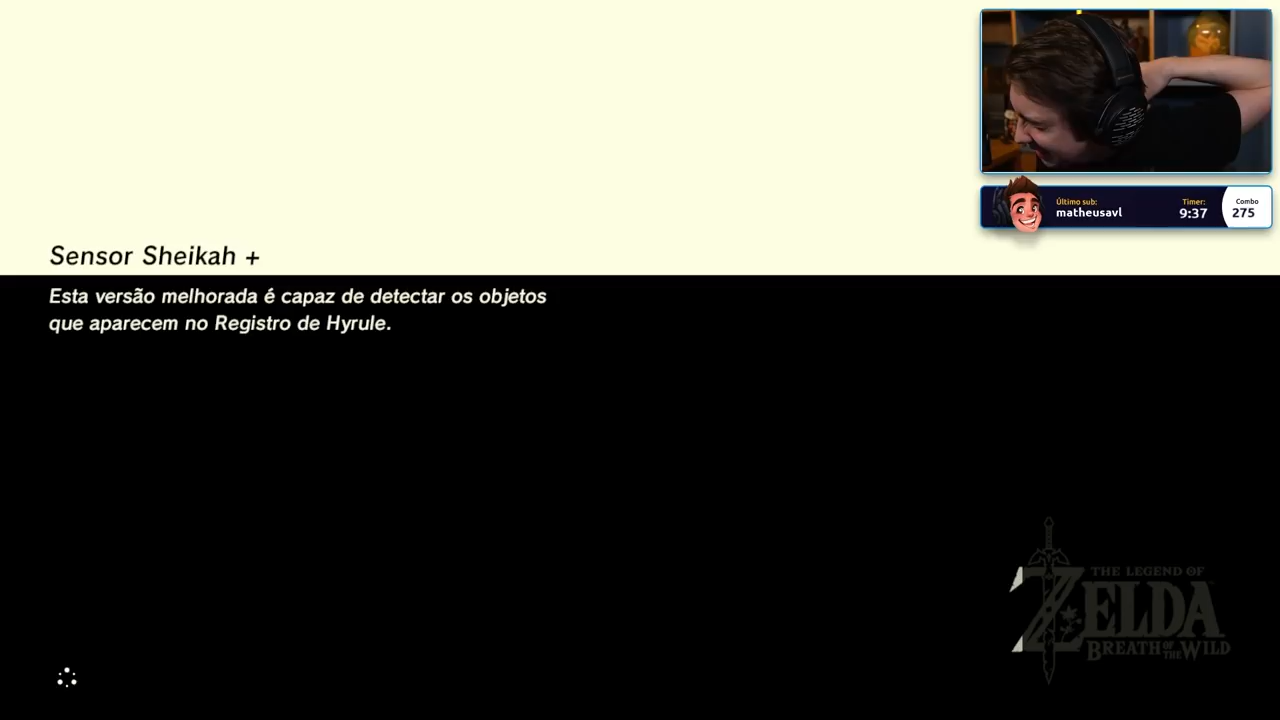 Último sub:
matheusavl
Timer:
9:37
Combo
275
Sensor Sheikah +
Esta versão melhorada é capaz de detectar os objetos
que aparecem no Registro de Hyrule.
THE LEGEND OF
ZELDA
BREATH OF THE WILD